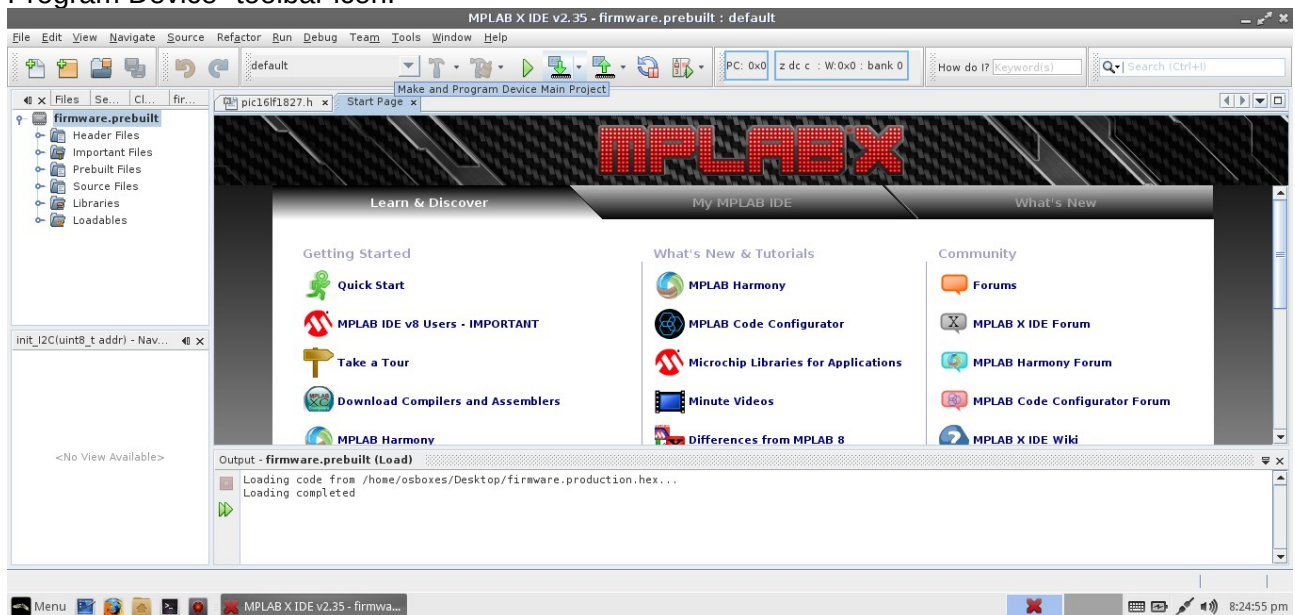 Program Device" toolbar icon.
MPLAB X IDE v2.35 - firmware.prebuilt : default
File Edit View Navigate Source Refactor Run Debug Team Tools Window Help
default
PC: 0x0 z dc c : W:0x0 : bank 0
How do I? Keyword(s)
Search (Ctrl+I)
Make and Program Device Main Project
Files Se... Cl... fir...
pic16lf1827.h x Start Page x
firmware.prebuilt
Header Files
Important Files
Prebuilt Files
Source Files
Libraries
Loadables
MPLAB X
Learn & Discover My MPLAB IDE What's New
Getting Started
Quick Start
MPLAB IDE v8 Users - IMPORTANT
Take a Tour
Download Compilers and Assemblers
MPLAB Harmony
What's New & Tutorials
MPLAB Harmony
MPLAB Code Configurator
Microchip Libraries for Applications
Minute Videos
Differences from MPLAB 8
Community
Forums
MPLAB X IDE Forum
MPLAB Harmony Forum
MPLAB Code Configurator Forum
MPLAB X IDE Wiki
init_I2C(uint8_t addr) - Nav...
<No View Available>
Output - firmware.prebuilt (Load)
Loading code from /home/osboxes/Desktop/firmware.production.hex...
Loading completed
Menu MPLAB X IDE v2.35 - firmwa... 8:24:55 pm